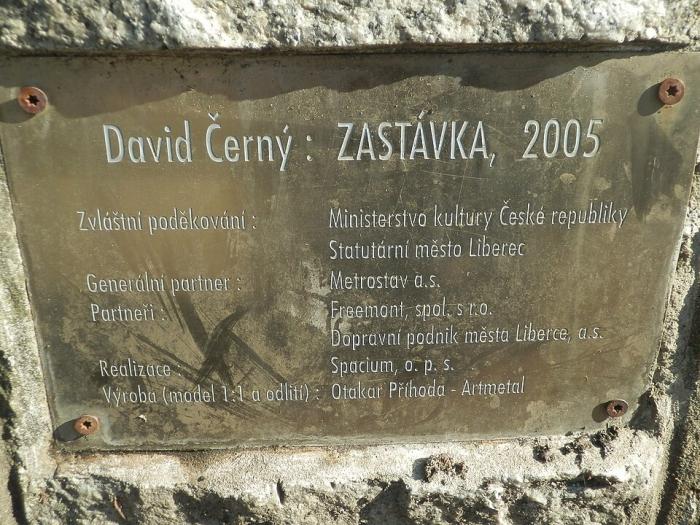 David Černý : ZASTÁVKA, 2005
Zvláštní poděkování : Ministerstvo kultury České republiky
Statutární město Liberec
Generální partner : Metrostav a.s.
Partneři : Freemont, spol. s r.o.
Dopravní podnik města Liberce, a.s.
Realizace : Spacium, o. p. s.
Výroba (model 1:1 a odlití) : Otakar Příhoda - Artmetal